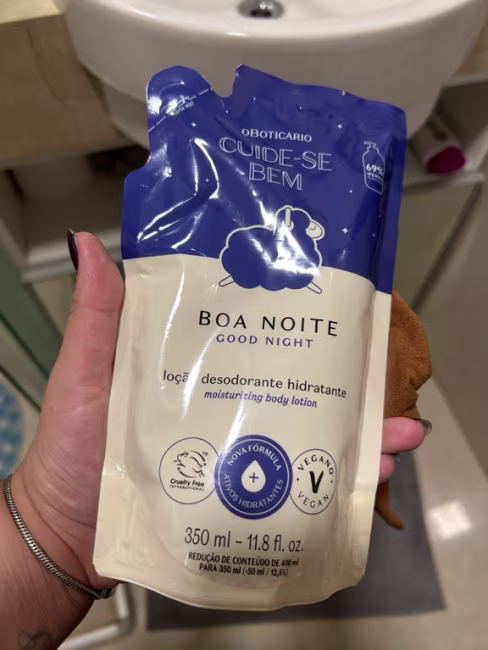 OBOTICÁRIO
CUIDE-SE
BEM
69%
BOA NOITE
GOOD NIGHT
loção desodorante hidratante
moisturizing body lotion
Cruelty Free
INTERNATIONAL
TM
NOVA FÓRMULA
ATIVOS HIDRATANTES
VEGANO
V
VEGAN
350 ml - 11.8 fl. oz.
REDUÇÃO DE CONTEÚDO DE 400 ml
PARA 350 ml (-50 ml / 12,5%)